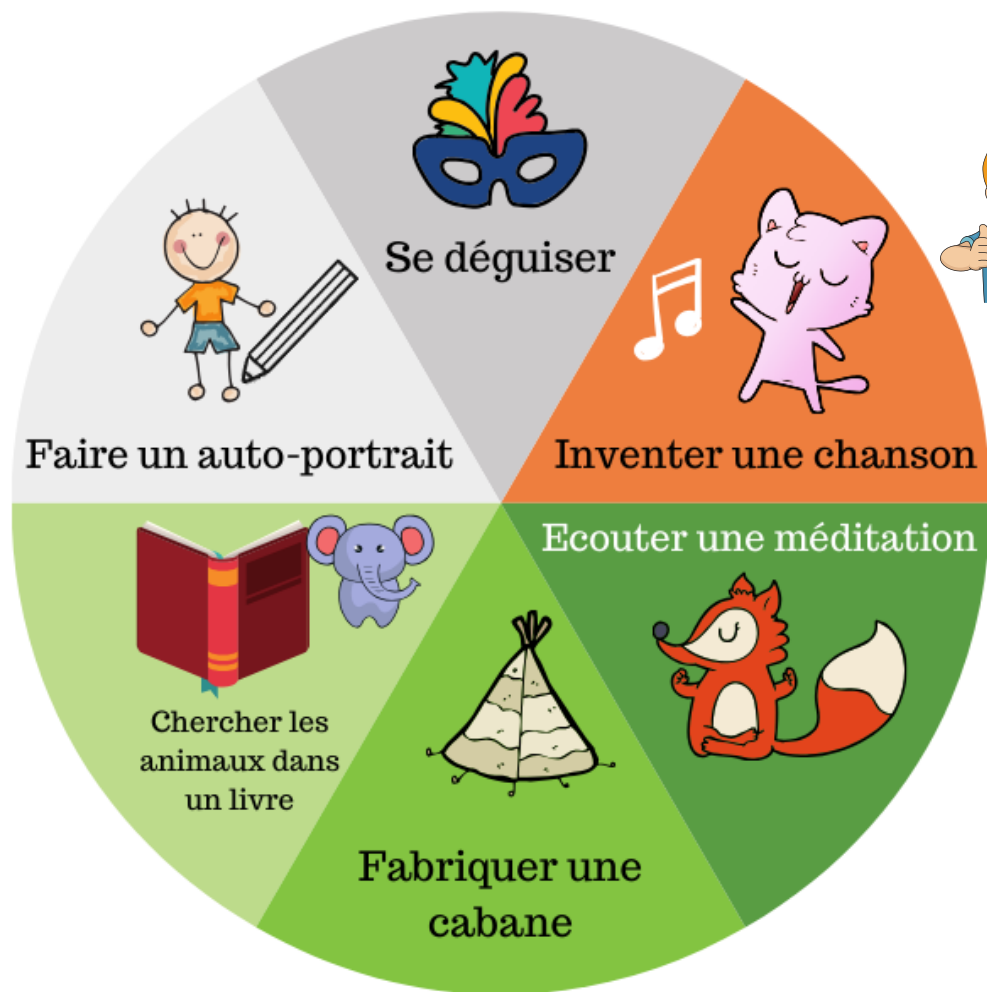 Se déguiser
Faire un auto-portrait
Inventer une chanson
Ecouter une méditation
Chercher les
animaux dans
un livre
Fabriquer une
cabane